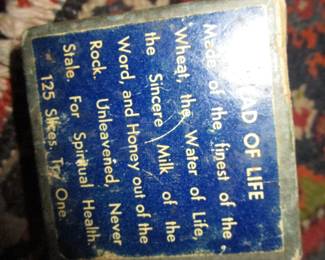 AD OF LIFE
Made of the finest of the
Wheat, the Water of Life,
the Sincere Milk of the
Word, and Honey out of the
Rock. Unleavened, Never
Stale. For Spiritual Health.
125 Slices. Try One.